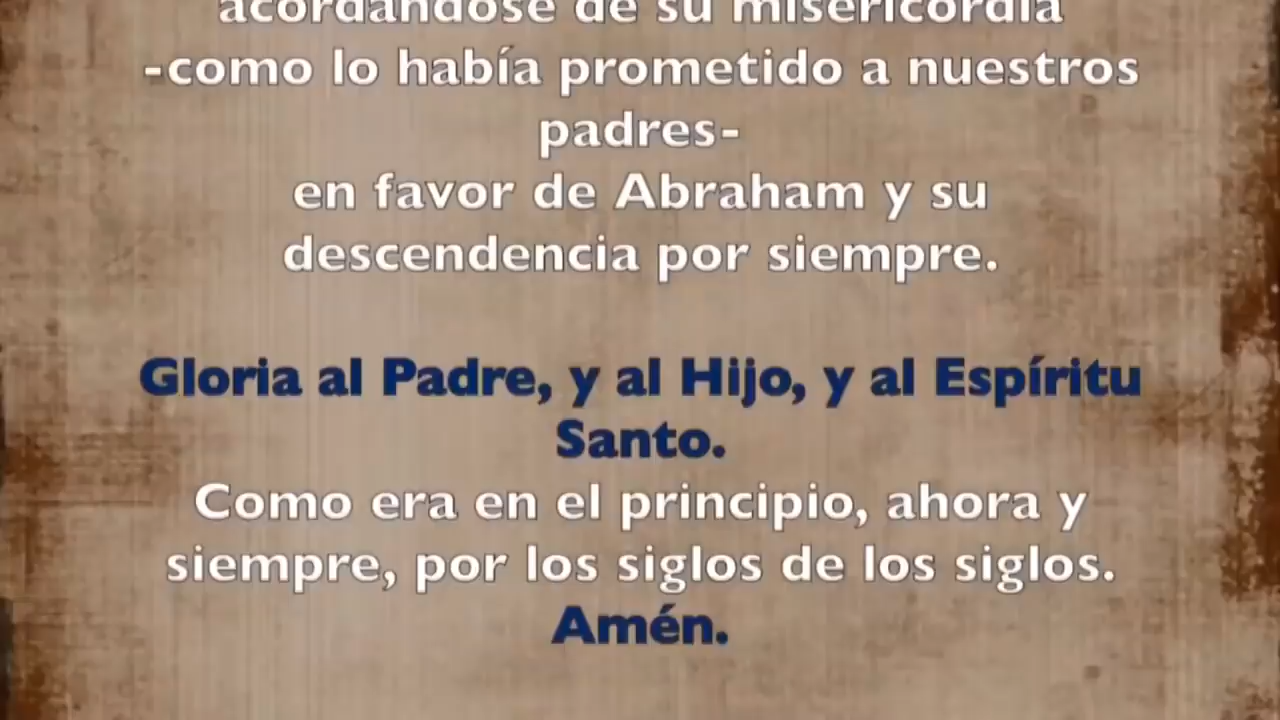 acordándose de su misericordia
-como lo había prometido a nuestros
padres-
en favor de Abraham y su
descendencia por siempre.
Gloria al Padre, y al Hijo, y al Espíritu
Santo.
Como era en el principio, ahora y
siempre, por los siglos de los siglos.
Amén.